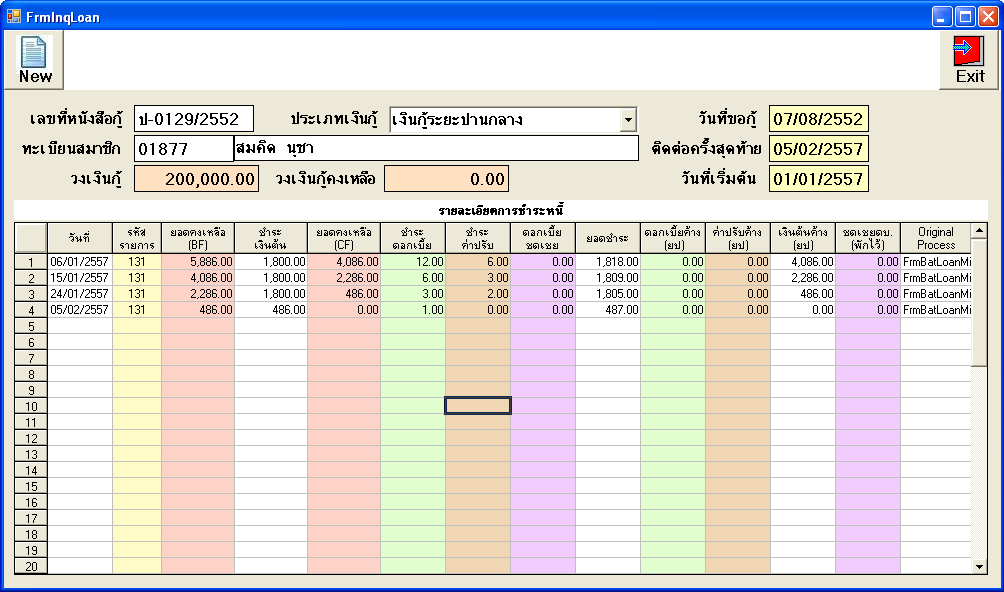 FrmInqLoan
New
Exit
เลขที่หนังสือกู้ ป-0129/2552 ประเภทเงินกู้ เงินกู้ระยะปานกลาง วันที่ขอกู้ 07/08/2552
ทะเบียนสมาชิก 01877 สมคิด นุชา ติดต่อครั้งสุดท้าย 05/02/2557
วงเงินกู้ 200,000.00 วงเงินกู้คงเหลือ 0.00 วันที่เริ่มต้น 01/01/2557
รายละเอียดการชำระหนี้
วันที่ รหัสรายการ ยอดคงเหลือ (BF) ชำระเงินต้น ยอดคงเหลือ (CF) ชำระดอกเบี้ย ชำระค่าปรับ ดอกเบี้ยชดเชย ยอดชำระ ดอกเบี้ยค้าง (ยป) ค่าปรับค้าง (ยป) เงินต้นค้าง (ยป) ชดเชยดบ. (พักไว้) Original Process
1 06/01/2557 131 5,886.00 1,800.00 4,086.00 12.00 6.00 0.00 1,818.00 0.00 0.00 4,086.00 0.00 FrmBatLoanMi
2 15/01/2557 131 4,086.00 1,800.00 2,286.00 6.00 3.00 0.00 1,809.00 0.00 0.00 2,286.00 0.00 FrmBatLoanMi
3 24/01/2557 131 2,286.00 1,800.00 486.00 3.00 2.00 0.00 1,805.00 0.00 0.00 486.00 0.00 FrmBatLoanMi
4 05/02/2557 131 486.00 486.00 0.00 1.00 0.00 0.00 487.00 0.00 0.00 0.00 0.00 FrmBatLoanMi
5
6
7
8
9
10
11
12
13
14
15
16
17
18
19
20